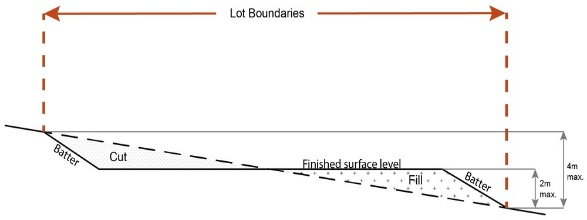 Lot Boundaries
Batter
Cut
Finished surface level
Fill
Batter
2m
max.
4m
max.